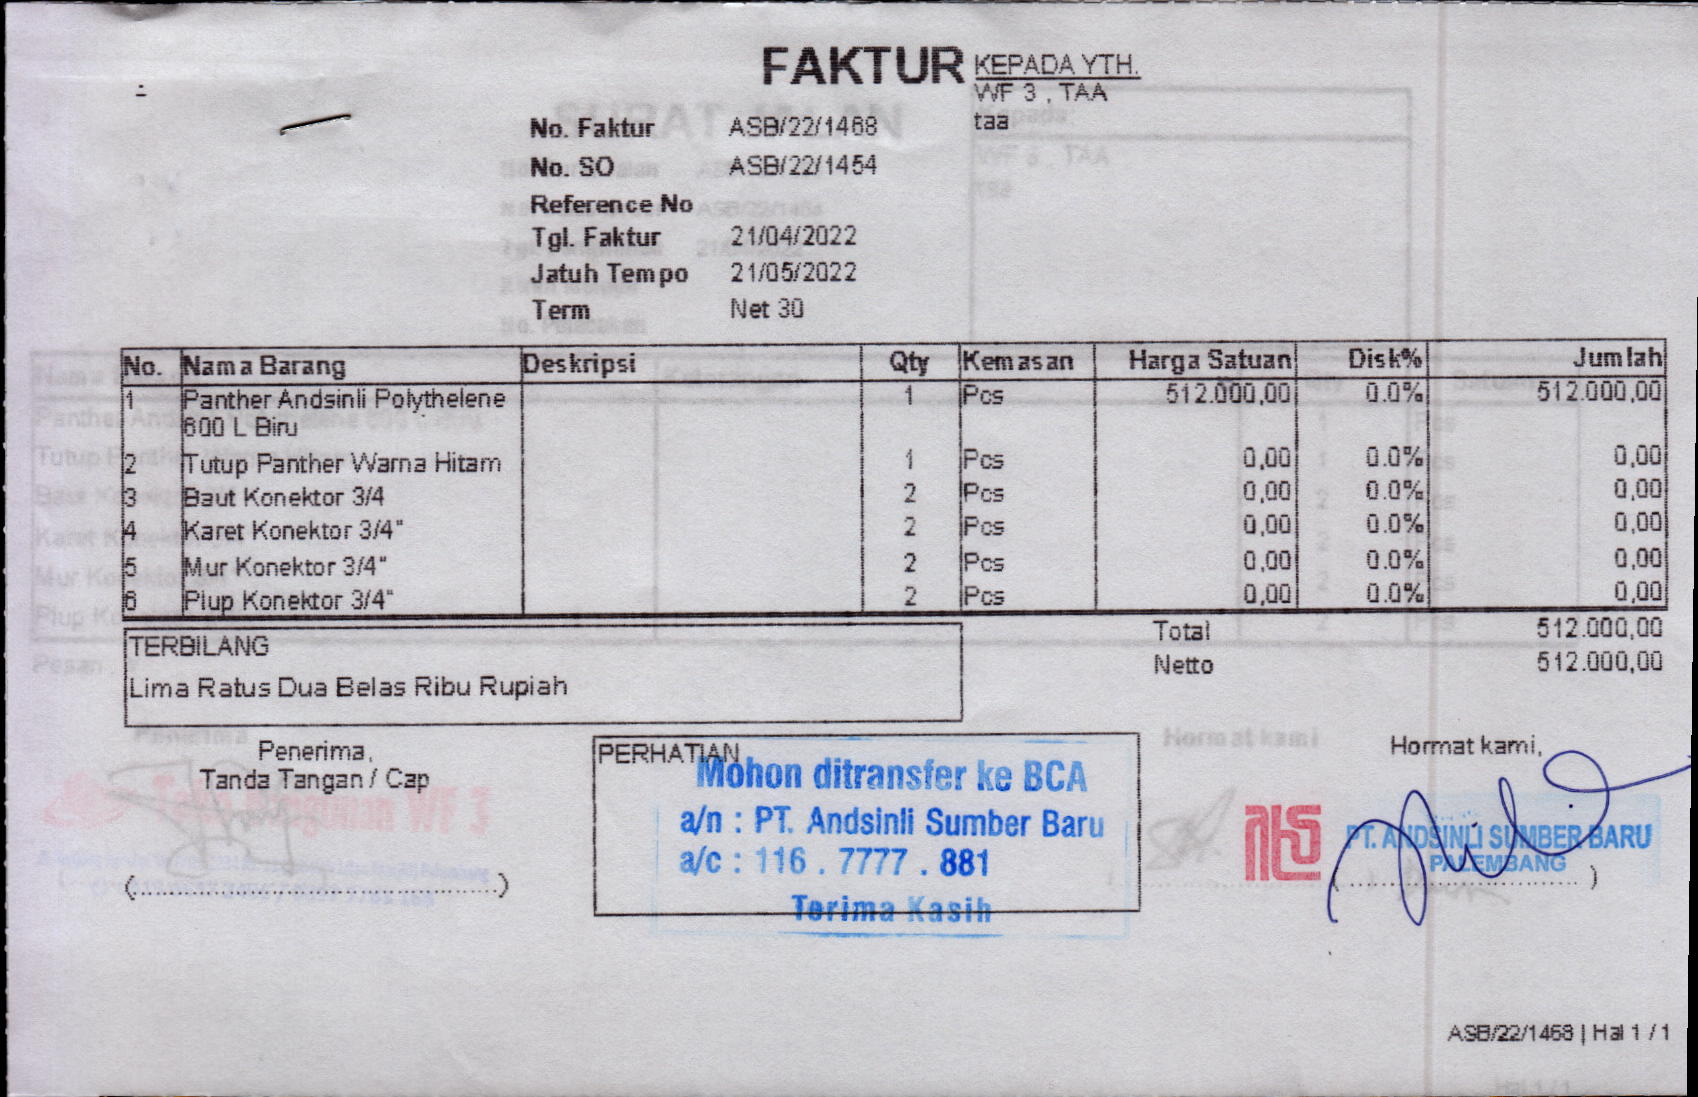 FAKTUR
KEPADA YTH.
WF 3 , TAA
taa
No. Faktur ASB/22/1468
No. SO ASB/22/1454
Reference No
Tgl. Faktur 21/04/2022
Jatuh Tempo 21/05/2022
Term Net 30
No. Nama Barang Deskripsi Qty Kemasan Harga Satuan Disk% Jumlah
1 Panther Andsinli Polythelene 1 Pcs 512.000,00 0.0% 512.000,00
600 L Biru
2 Tutup Panther Warna Hitam 1 Pcs 0,00 0.0% 0,00
3 Baut Konektor 3/4 2 Pcs 0,00 0.0% 0,00
4 Karet Konektor 3/4" 2 Pcs 0,00 0.0% 0,00
5 Mur Konektor 3/4" 2 Pcs 0,00 0.0% 0,00
6 Plup Konektor 3/4" 2 Pcs 0,00 0.0% 0,00
Total 512.000,00
Netto 512.000,00
TERBILANG
Lima Ratus Dua Belas Ribu Rupiah
Penerima,
Tanda Tangan / Cap
(..........................................)
PERHATIAN
Mohon ditransfer ke BCA
a/n : PT. Andsinli Sumber Baru
a/c : 116 . 7777 . 881
Terima Kasih
Hormat kami,
PT. ANDSINLI SUMBER BARU
PALEMBANG
ASB/22/1468 | Hal 1 / 1